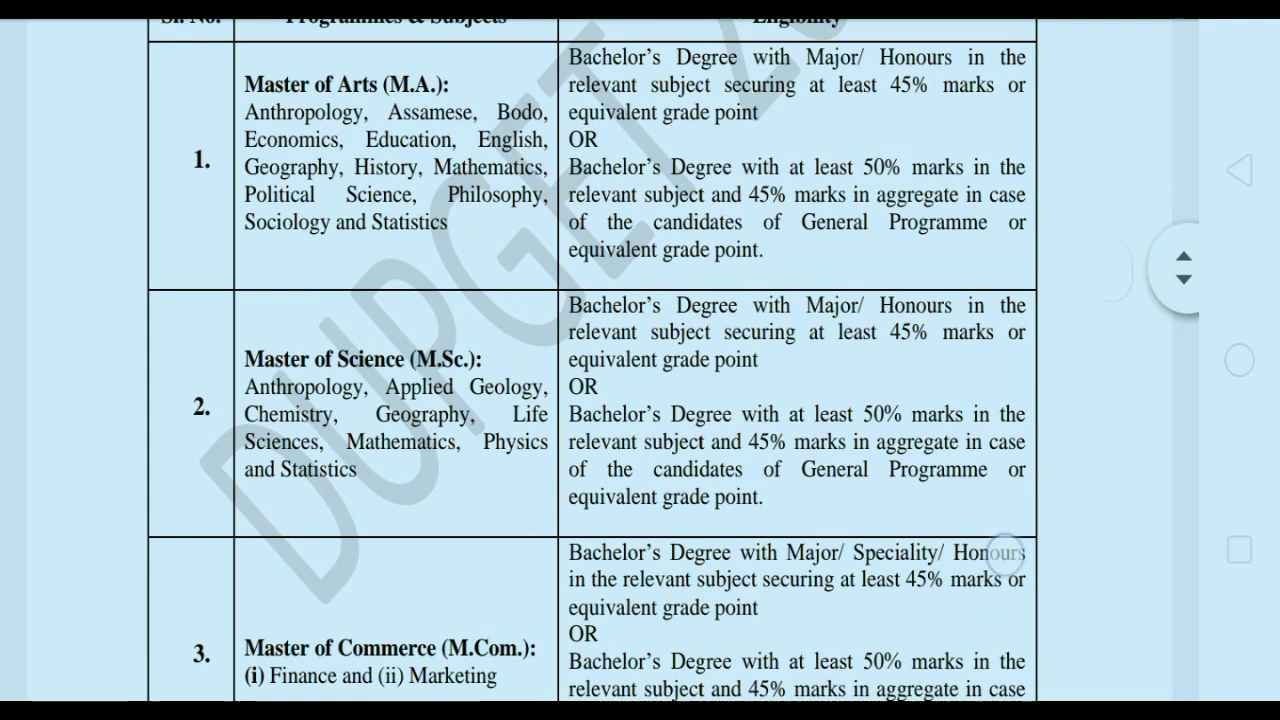 Sr. No.
Programmes & Subjects
Eligibility
1.
Master of Arts (M.A.):
Anthropology, Assamese, Bodo,
Economics, Education, English,
Geography, History, Mathematics,
Political Science, Philosophy,
Sociology and Statistics
Bachelor’s Degree with Major/ Honours in the
relevant subject securing at least 45% marks or
equivalent grade point
OR
Bachelor’s Degree with at least 50% marks in the
relevant subject and 45% marks in aggregate in case
of the candidates of General Programme or
equivalent grade point.
2.
Master of Science (M.Sc.):
Anthropology, Applied Geology,
Chemistry, Geography, Life
Sciences, Mathematics, Physics
and Statistics
Bachelor’s Degree with Major/ Honours in the
relevant subject securing at least 45% marks or
equivalent grade point
OR
Bachelor’s Degree with at least 50% marks in the
relevant subject and 45% marks in aggregate in case
of the candidates of General Programme or
equivalent grade point.
3.
Master of Commerce (M.Com.):
(i) Finance and (ii) Marketing
Bachelor’s Degree with Major/ Speciality/ Honours
in the relevant subject securing at least 45% marks or
equivalent grade point
OR
Bachelor’s Degree with at least 50% marks in the
relevant subject and 45% marks in aggregate in case
DUPGET